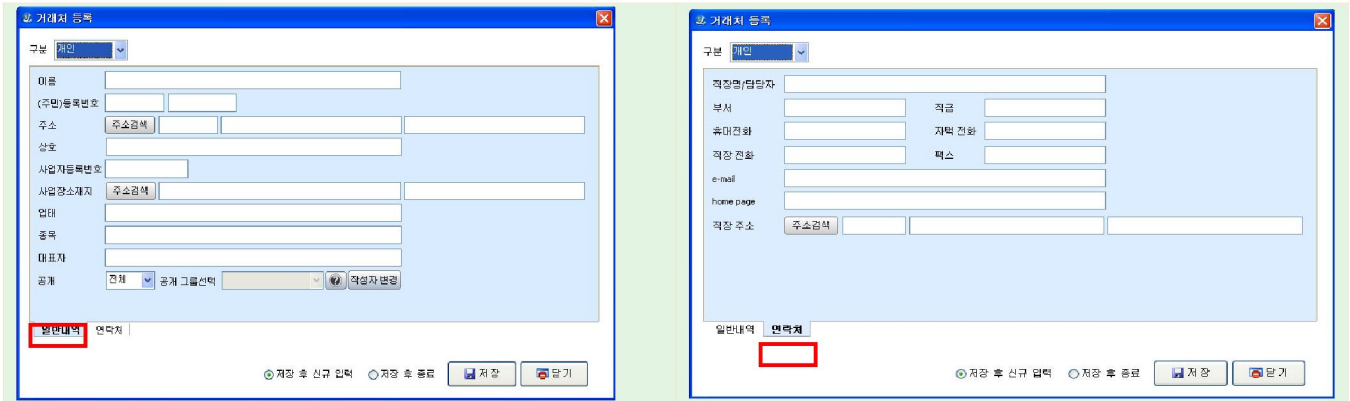 거래처 등록
구분 개인
이름
(주민)등록번호
주소 주소검색
상호
사업자등록번호
사업장소재지 주소검색
업태
종목
대표자
공개 전체 공개 그룹선택 ? 작성자 변경
일반내역 연락처
저장 후 신규 입력 저장 후 종료 저장 닫기
거래처 등록
구분 개인
직장명/담당자
부서 직급
휴대전화 자택 전화
직장 전화 팩스
e-mail
home page
직장 주소 주소검색
일반내역 연락처
저장 후 신규 입력 저장 후 종료 저장 닫기